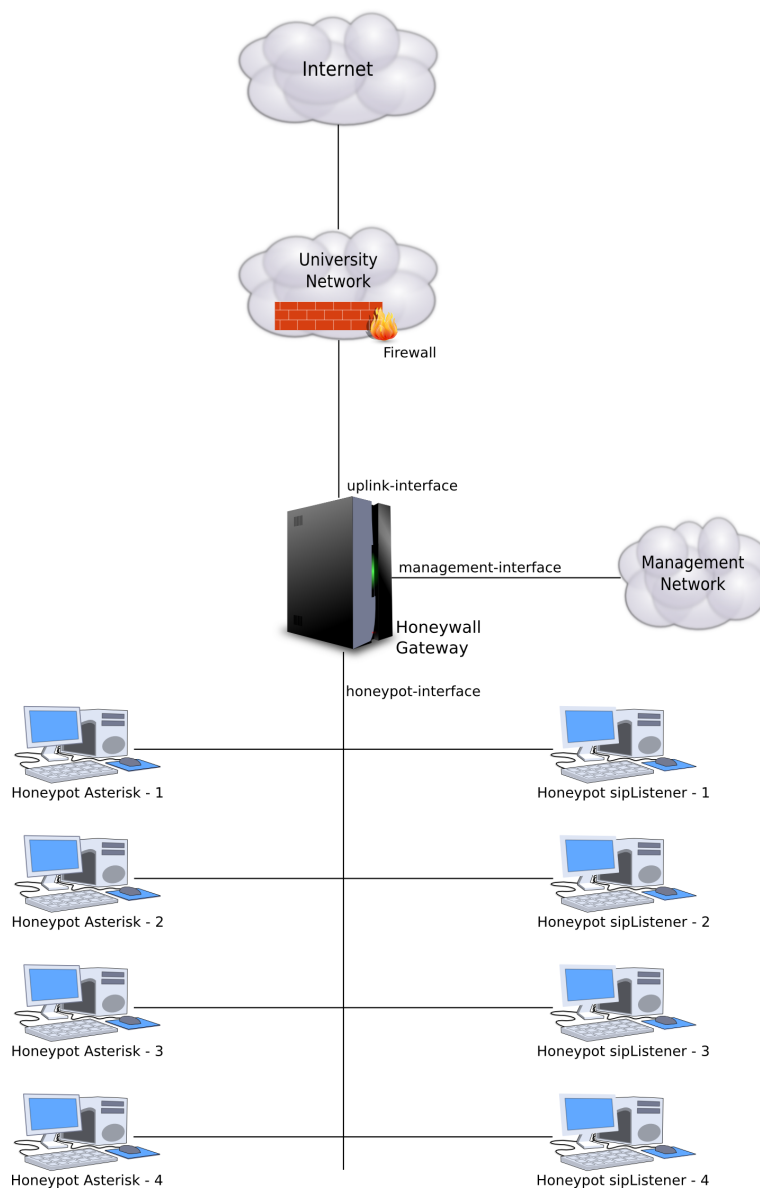 Internet
University
Network
Firewall
uplink-interface
management-interface
Management
Network
Honeywall
Gateway
honeypot-interface
Honeypot Asterisk - 1
Honeypot sipListener - 1
Honeypot Asterisk - 2
Honeypot sipListener - 2
Honeypot Asterisk - 3
Honeypot sipListener - 3
Honeypot Asterisk - 4
Honeypot sipListener - 4